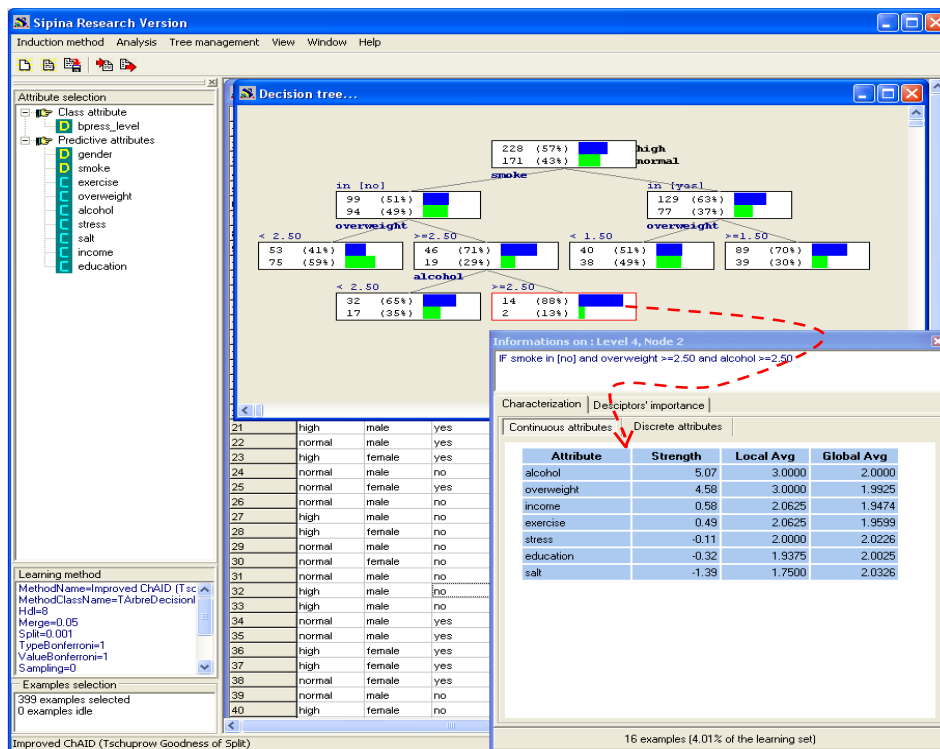 Sipina Research Version
Induction method Analysis Tree management View Window Help
Attribute selection
Class attribute
bpress_level
Predictive attributes
gender
smoke
exercise
overweight
alcohol
stress
salt
income
education
Decision tree...
228 (57%) high
171 (43%) normal
smoke
in [no] in [yes]
99 (51%) 129 (63%)
94 (49%) 77 (37%)
overweight overweight
< 2.50 >=2.50 < 1.50 >=1.50
53 (41%) 46 (71%) 40 (51%) 89 (70%)
75 (59%) 19 (29%) 38 (49%) 39 (30%)
alcohol
< 2.50 >=2.50
32 (65%) 14 (88%)
17 (35%) 2 (13%)
Informations on : Level 4, Node 2
IF smoke in [no] and overweight >=2.50 and alcohol >=2.50
Characterization Desciptors' importance
Continuous attributes Discrete attributes
Attribute Strength Local Avg Global Avg
alcohol 5.07 3.0000 2.0000
overweight 4.58 3.0000 1.9925
income 0.58 2.0625 1.9474
exercise 0.49 2.0625 1.9599
stress -0.11 2.0000 2.0226
education -0.32 1.9375 2.0025
salt -1.39 1.7500 2.0326
16 examples (4.01% of the learning set)
21 high male yes
22 normal male yes
23 high female yes
24 normal male no
25 normal female yes
26 normal male no
27 high male no
28 high female no
29 normal male no
30 normal female no
31 normal male no
32 high male no
33 high male no
34 normal male yes
35 normal male yes
36 high female yes
37 high female yes
38 normal female yes
39 normal male no
40 high female no
Learning method
MethodName=Improved ChAID (Tsc
MethodClassName=TArbreDecisionI
Hdl=8
Merge=0.05
Split=0.001
TypeBonferroni=1
ValueBonferroni=1
Sampling=0
Examples selection
399 examples selected
0 examples idle
Improved ChAID (Tschuprow Goodness of Split)